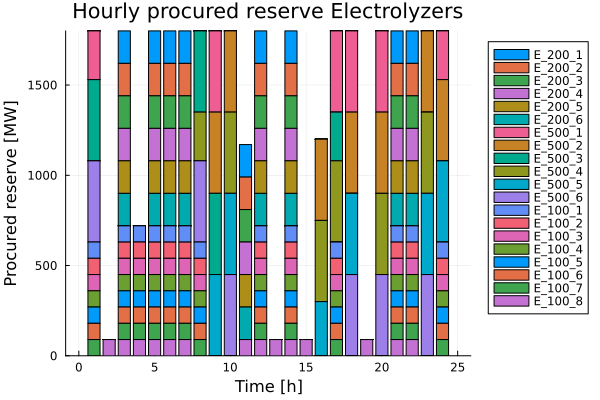 Hourly procured reserve Electrolyzers
Procured reserve [MW]
1500
1000
500
0
0 5 10 15 20 25
Time [h]
E_200_1
E_200_2
E_200_3
E_200_4
E_200_5
E_200_6
E_500_1
E_500_2
E_500_3
E_500_4
E_500_5
E_500_6
E_100_1
E_100_2
E_100_3
E_100_4
E_100_5
E_100_6
E_100_7
E_100_8